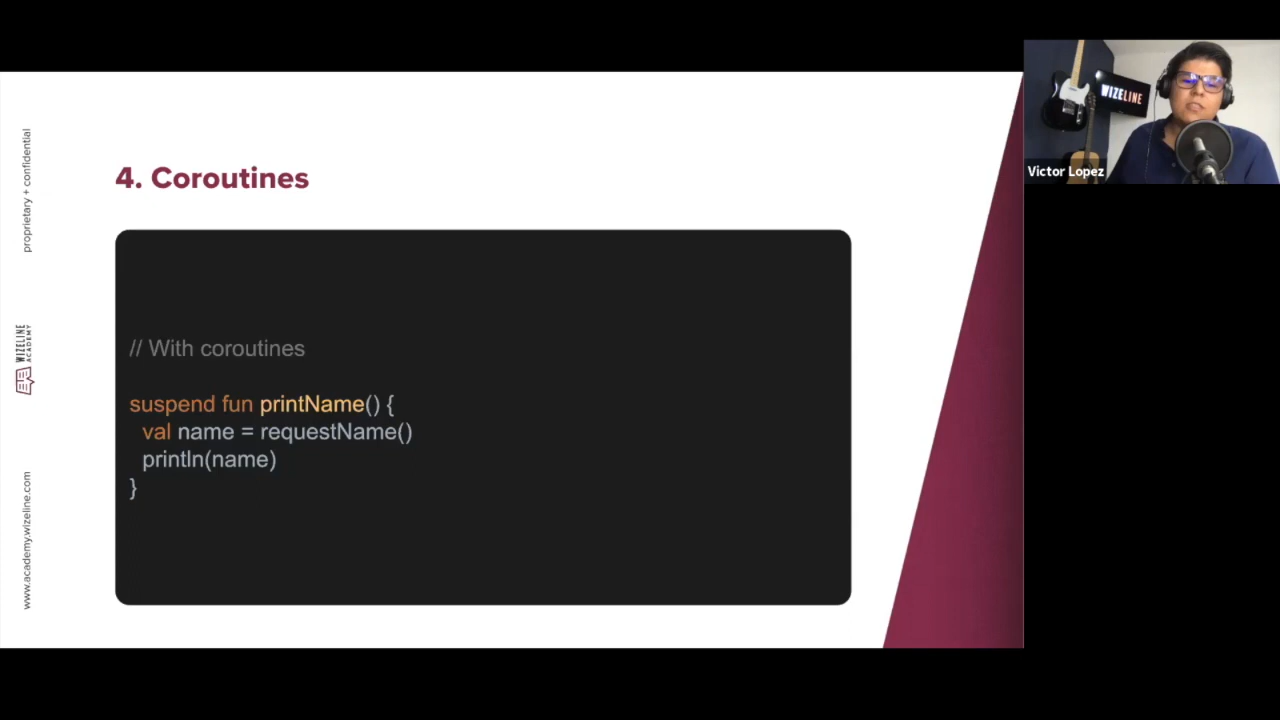 proprietary + confidential
WIZELINE
ACADEMY
www.academy.wizeline.com
4. Coroutines
// With coroutines
suspend fun printName() {
val name = requestName()
println(name)
}
WIZELINE
Victor Lopez